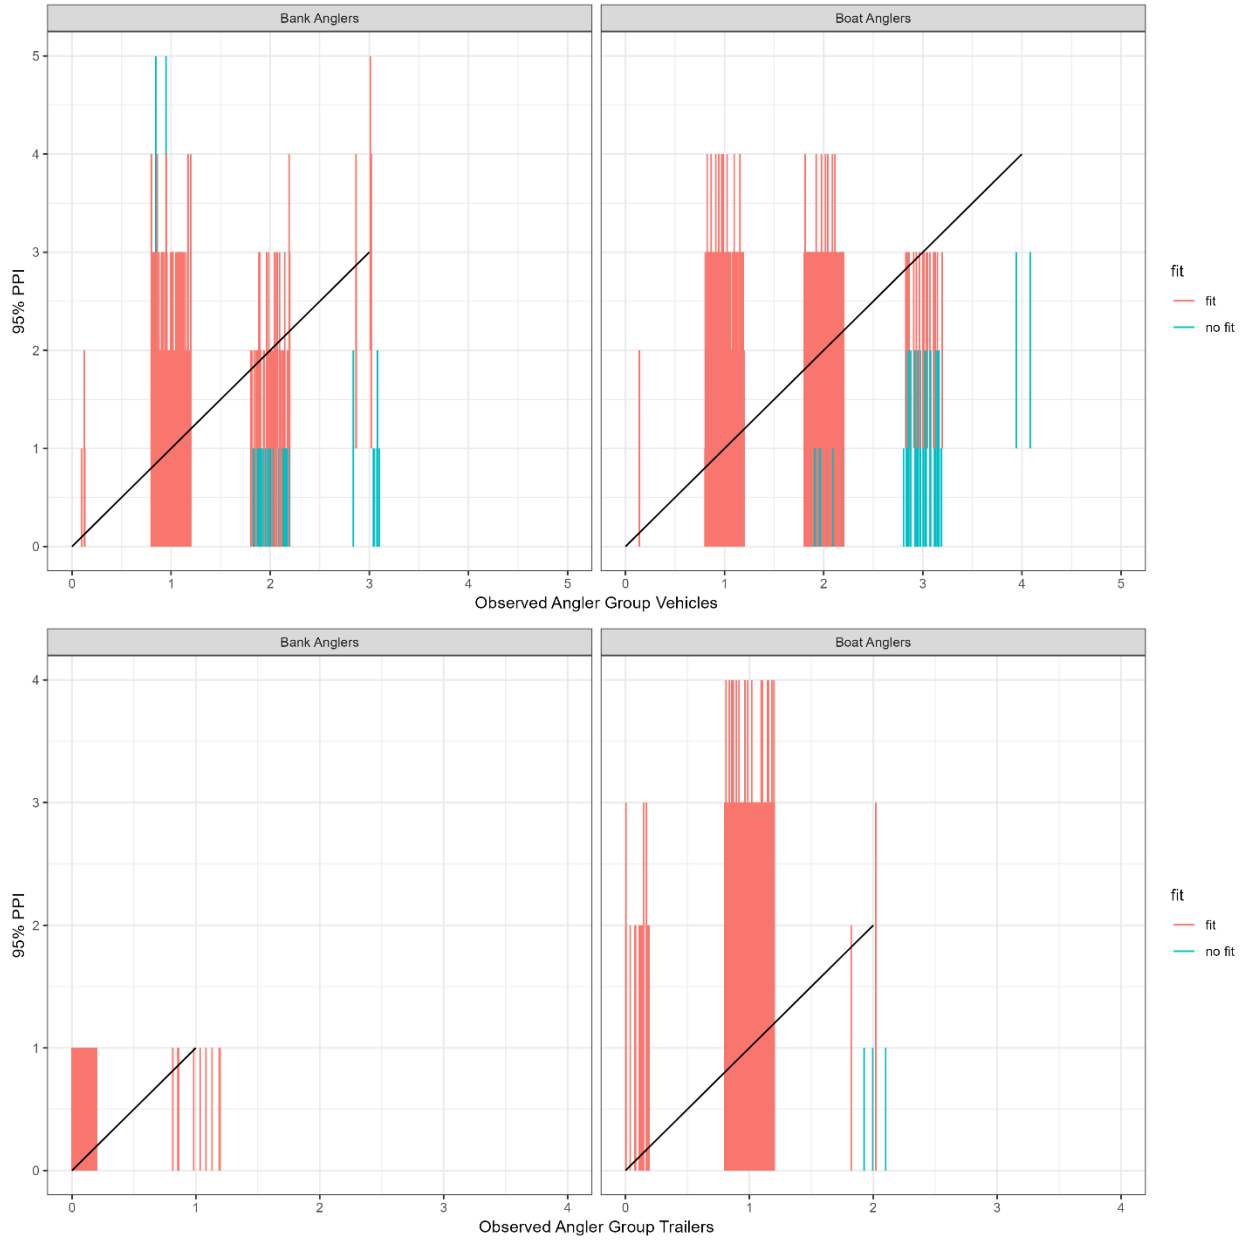 Bank Anglers
Boat Anglers
5
4
3
2
1
0
95% PPI
0 1 2 3 4 5
0 1 2 3 4 5
Observed Angler Group Vehicles
fit
fit
no fit
Bank Anglers
Boat Anglers
4
3
2
1
0
95% PPI
0 1 2 3 4
0 1 2 3 4
Observed Angler Group Trailers
fit
fit
no fit